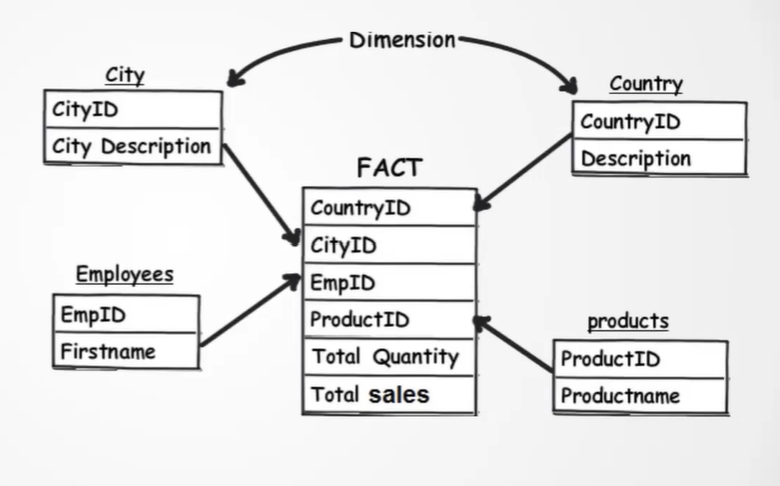 Dimension
City
CityID
City Description
Country
CountryID
Description
FACT
CountryID
CityID
EmpID
ProductID
Total Quantity
Total sales
Employees
EmpID
Firstname
products
ProductID
Productname